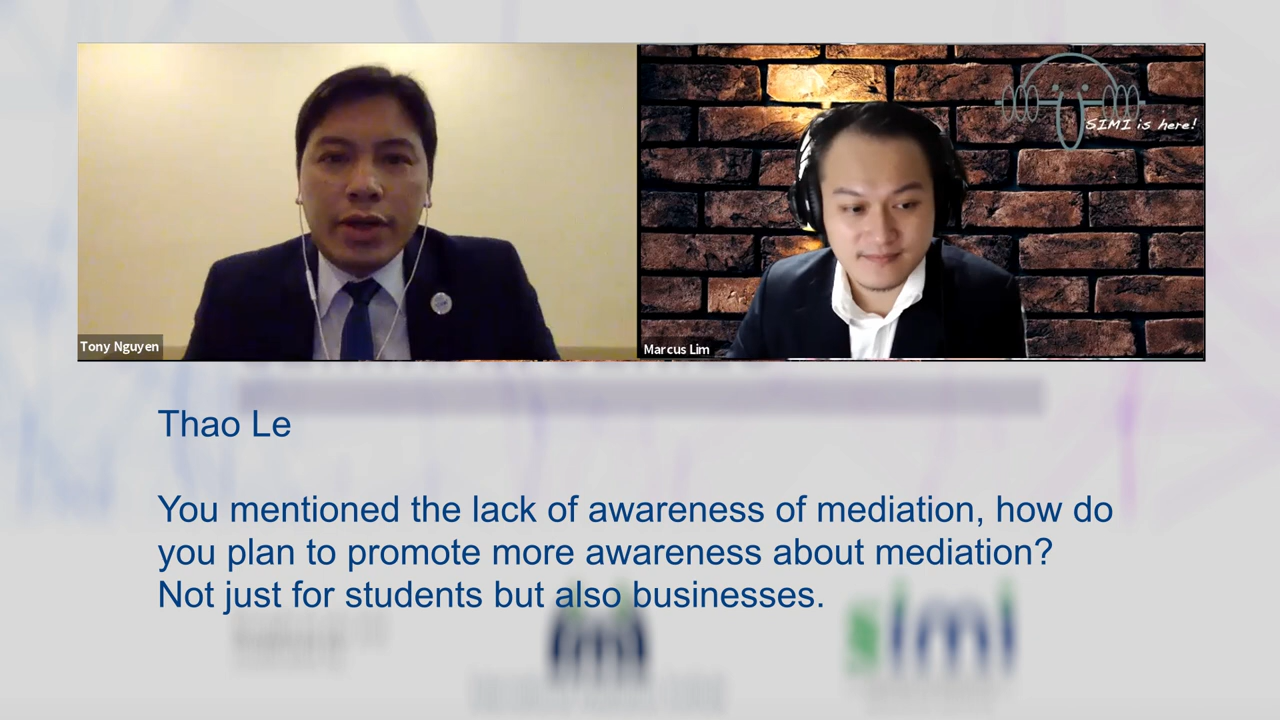 SIMI is here!
Tony Nguyen
Marcus Lim
Thao Le
You mentioned the lack of awareness of mediation, how do
you plan to promote more awareness about mediation?
Not just for students but also businesses.
simi